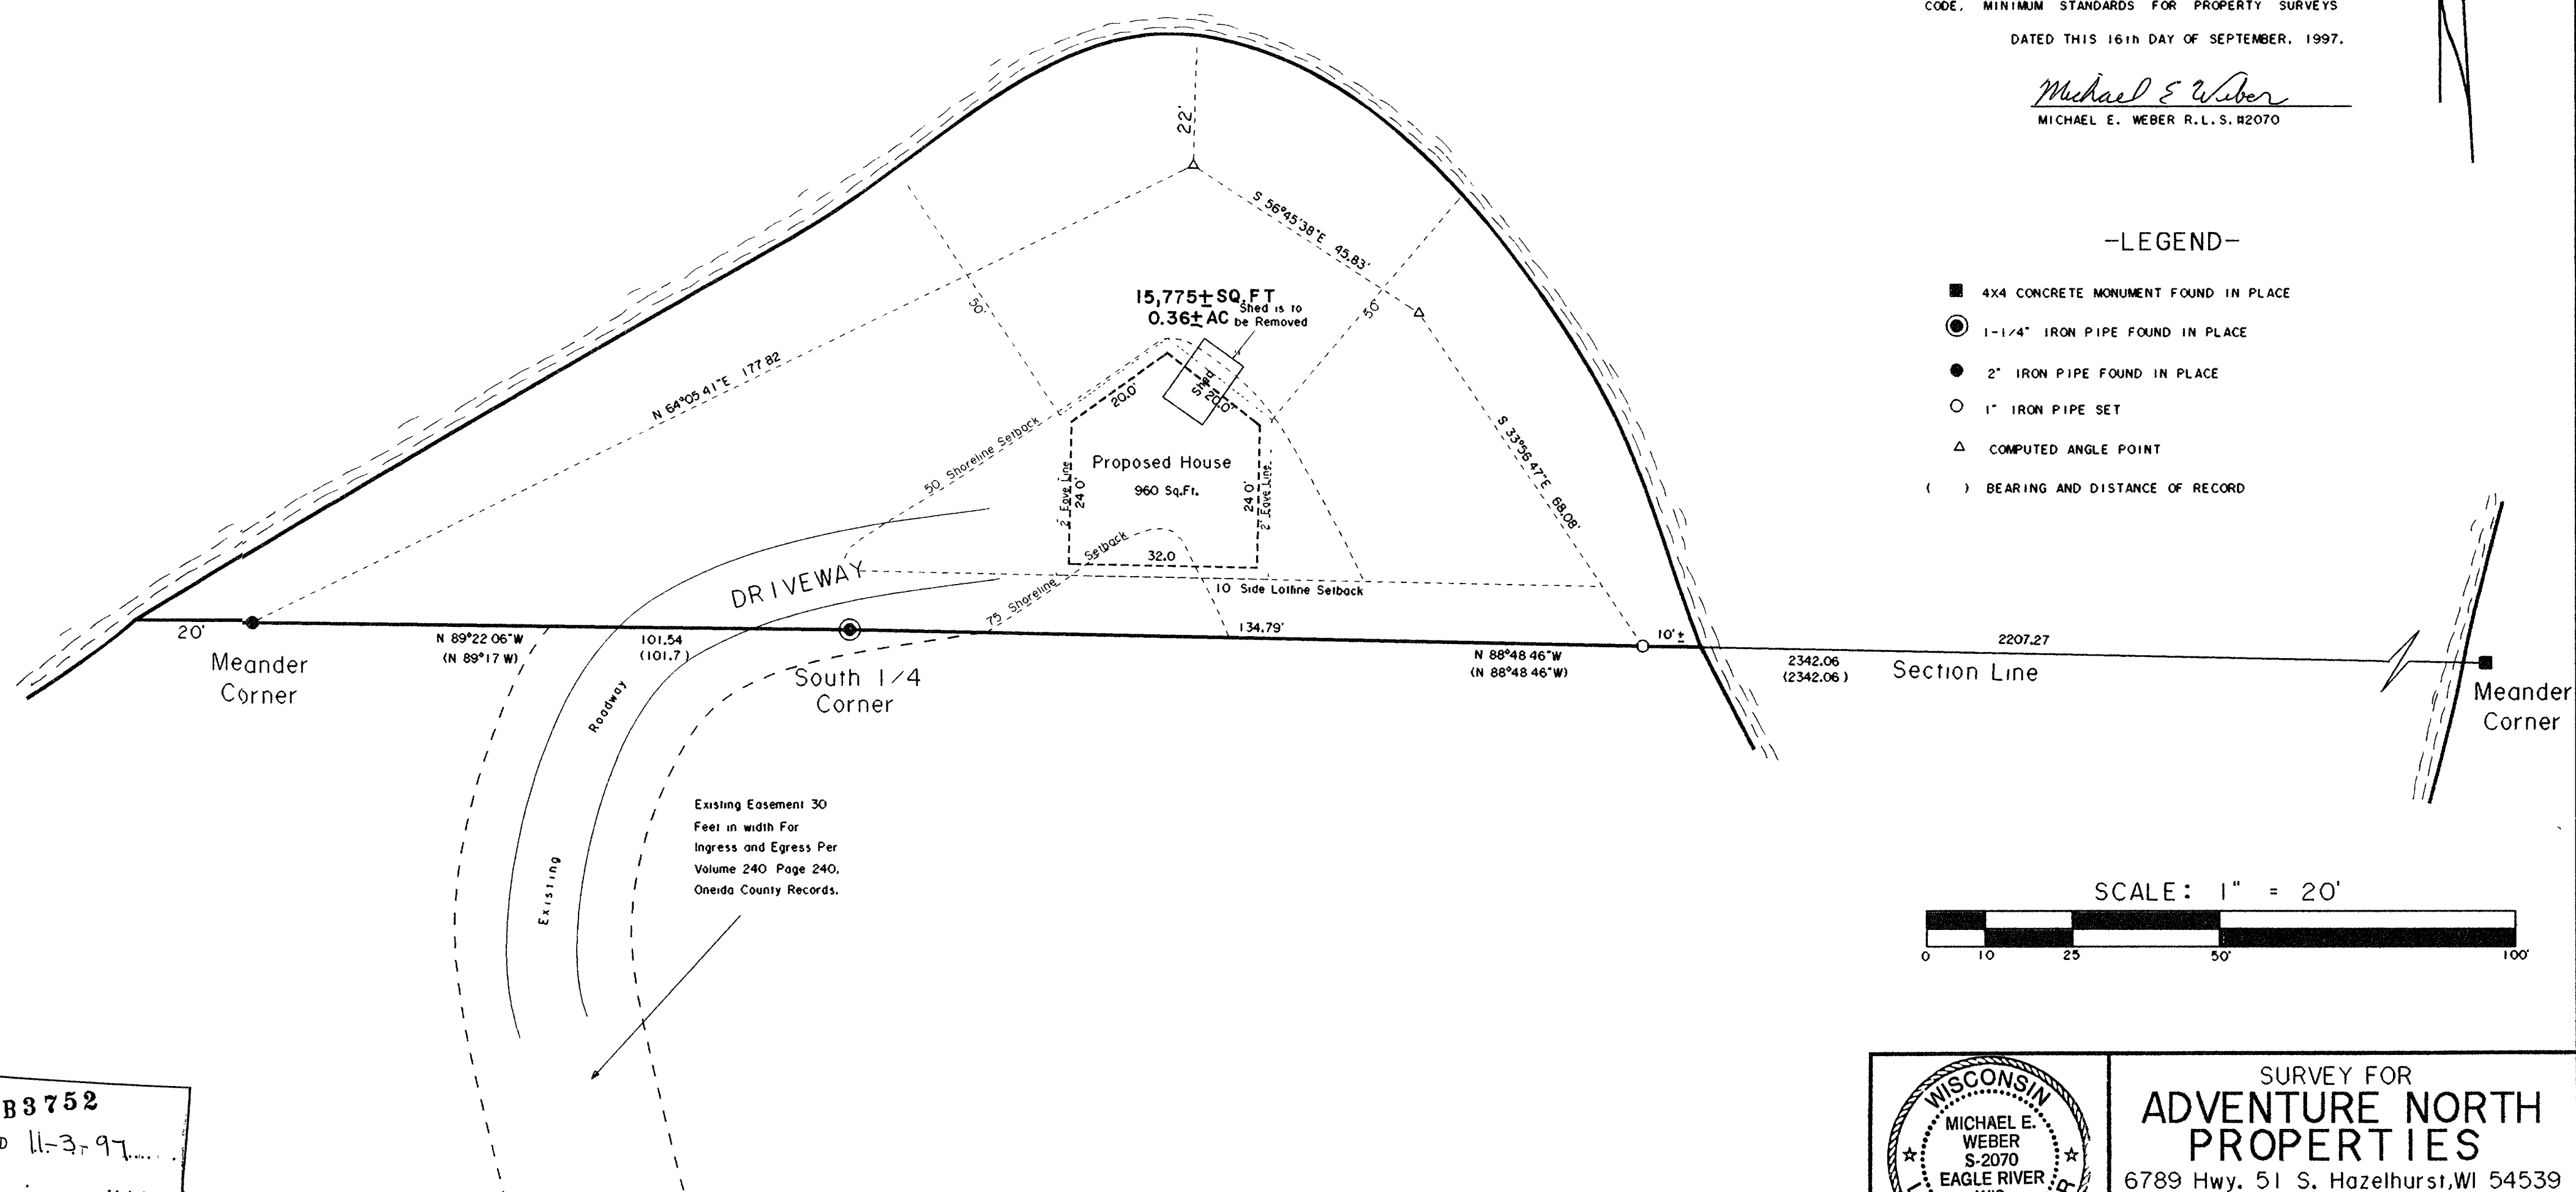 CODE, MINIMUM STANDARDS FOR PROPERTY SURVEYS
DATED THIS 16th DAY OF SEPTEMBER, 1997.
Michael E Weber
MICHAEL E. WEBER R.L.S. #2070
22'
S 56°45'38"E 45.83'
50'
50'
15,775± SQ.FT
0.36± AC
Shed is to
be Removed
N 64°05 41"E 177.82
Shed
20.0'
20.0'
50 Shoreline Setback
Proposed House
960 Sq.Ft.
2' Eave Line
24.0'
24.0'
2' Eave Line
S 33°56 47"E 68.08'
32.0
75 Shoreline Setback
10 Side Lotline Setback
DRIVEWAY
20'
N 89°22 06"W
(N 89°17 W)
101.54
(101.7)
134.79'
N 88°48 46"W
(N 88°48 46"W)
10'±
2342.06
(2342.06 )
2207.27
Section Line
Meander
Corner
South 1/4
Corner
Meander
Corner
Existing Roadway
Existing Easement 30
Feet in width For
Ingress and Egress Per
Volume 240 Page 240,
Oneida County Records.
-LEGEND-
4X4 CONCRETE MONUMENT FOUND IN PLACE
1-1/4" IRON PIPE FOUND IN PLACE
2" IRON PIPE FOUND IN PLACE
1" IRON PIPE SET
COMPUTED ANGLE POINT
( ) BEARING AND DISTANCE OF RECORD
SCALE: 1" = 20'
0 10 25 50' 100'
B3752
D 11-3-97
WISCONSIN
MICHAEL E.
WEBER
S-2070
EAGLE RIVER
SURVEY FOR
ADVENTURE NORTH
PROPERTIES
6789 Hwy. 51 S. Hazelhurst,WI 54539